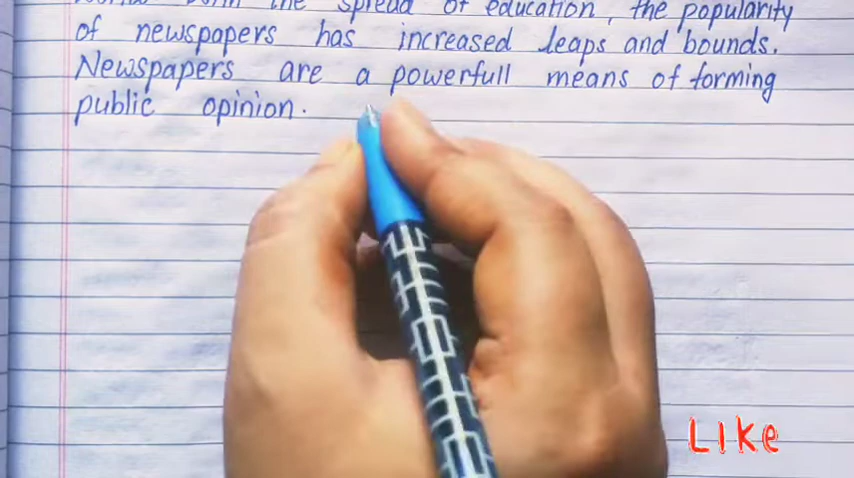 the spread of education, the popularity
of newspapers has increased leaps and bounds.
Newspapers are a powerfull means of forming
public opinion.
Like